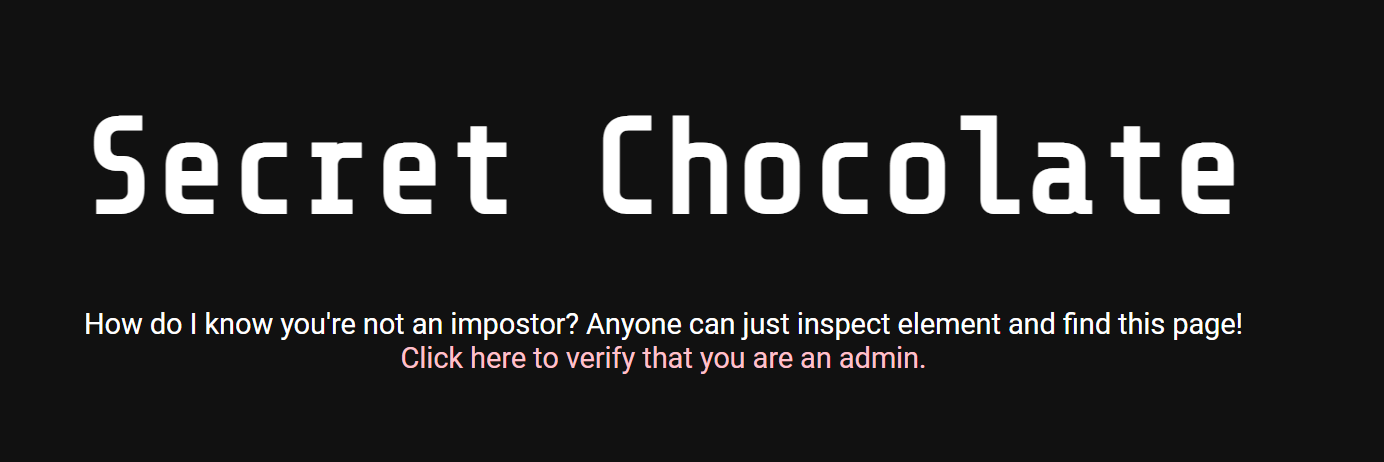 Secret Chocolate
How do I know you're not an impostor? Anyone can just inspect element and find this page!
Click here to verify that you are an admin.